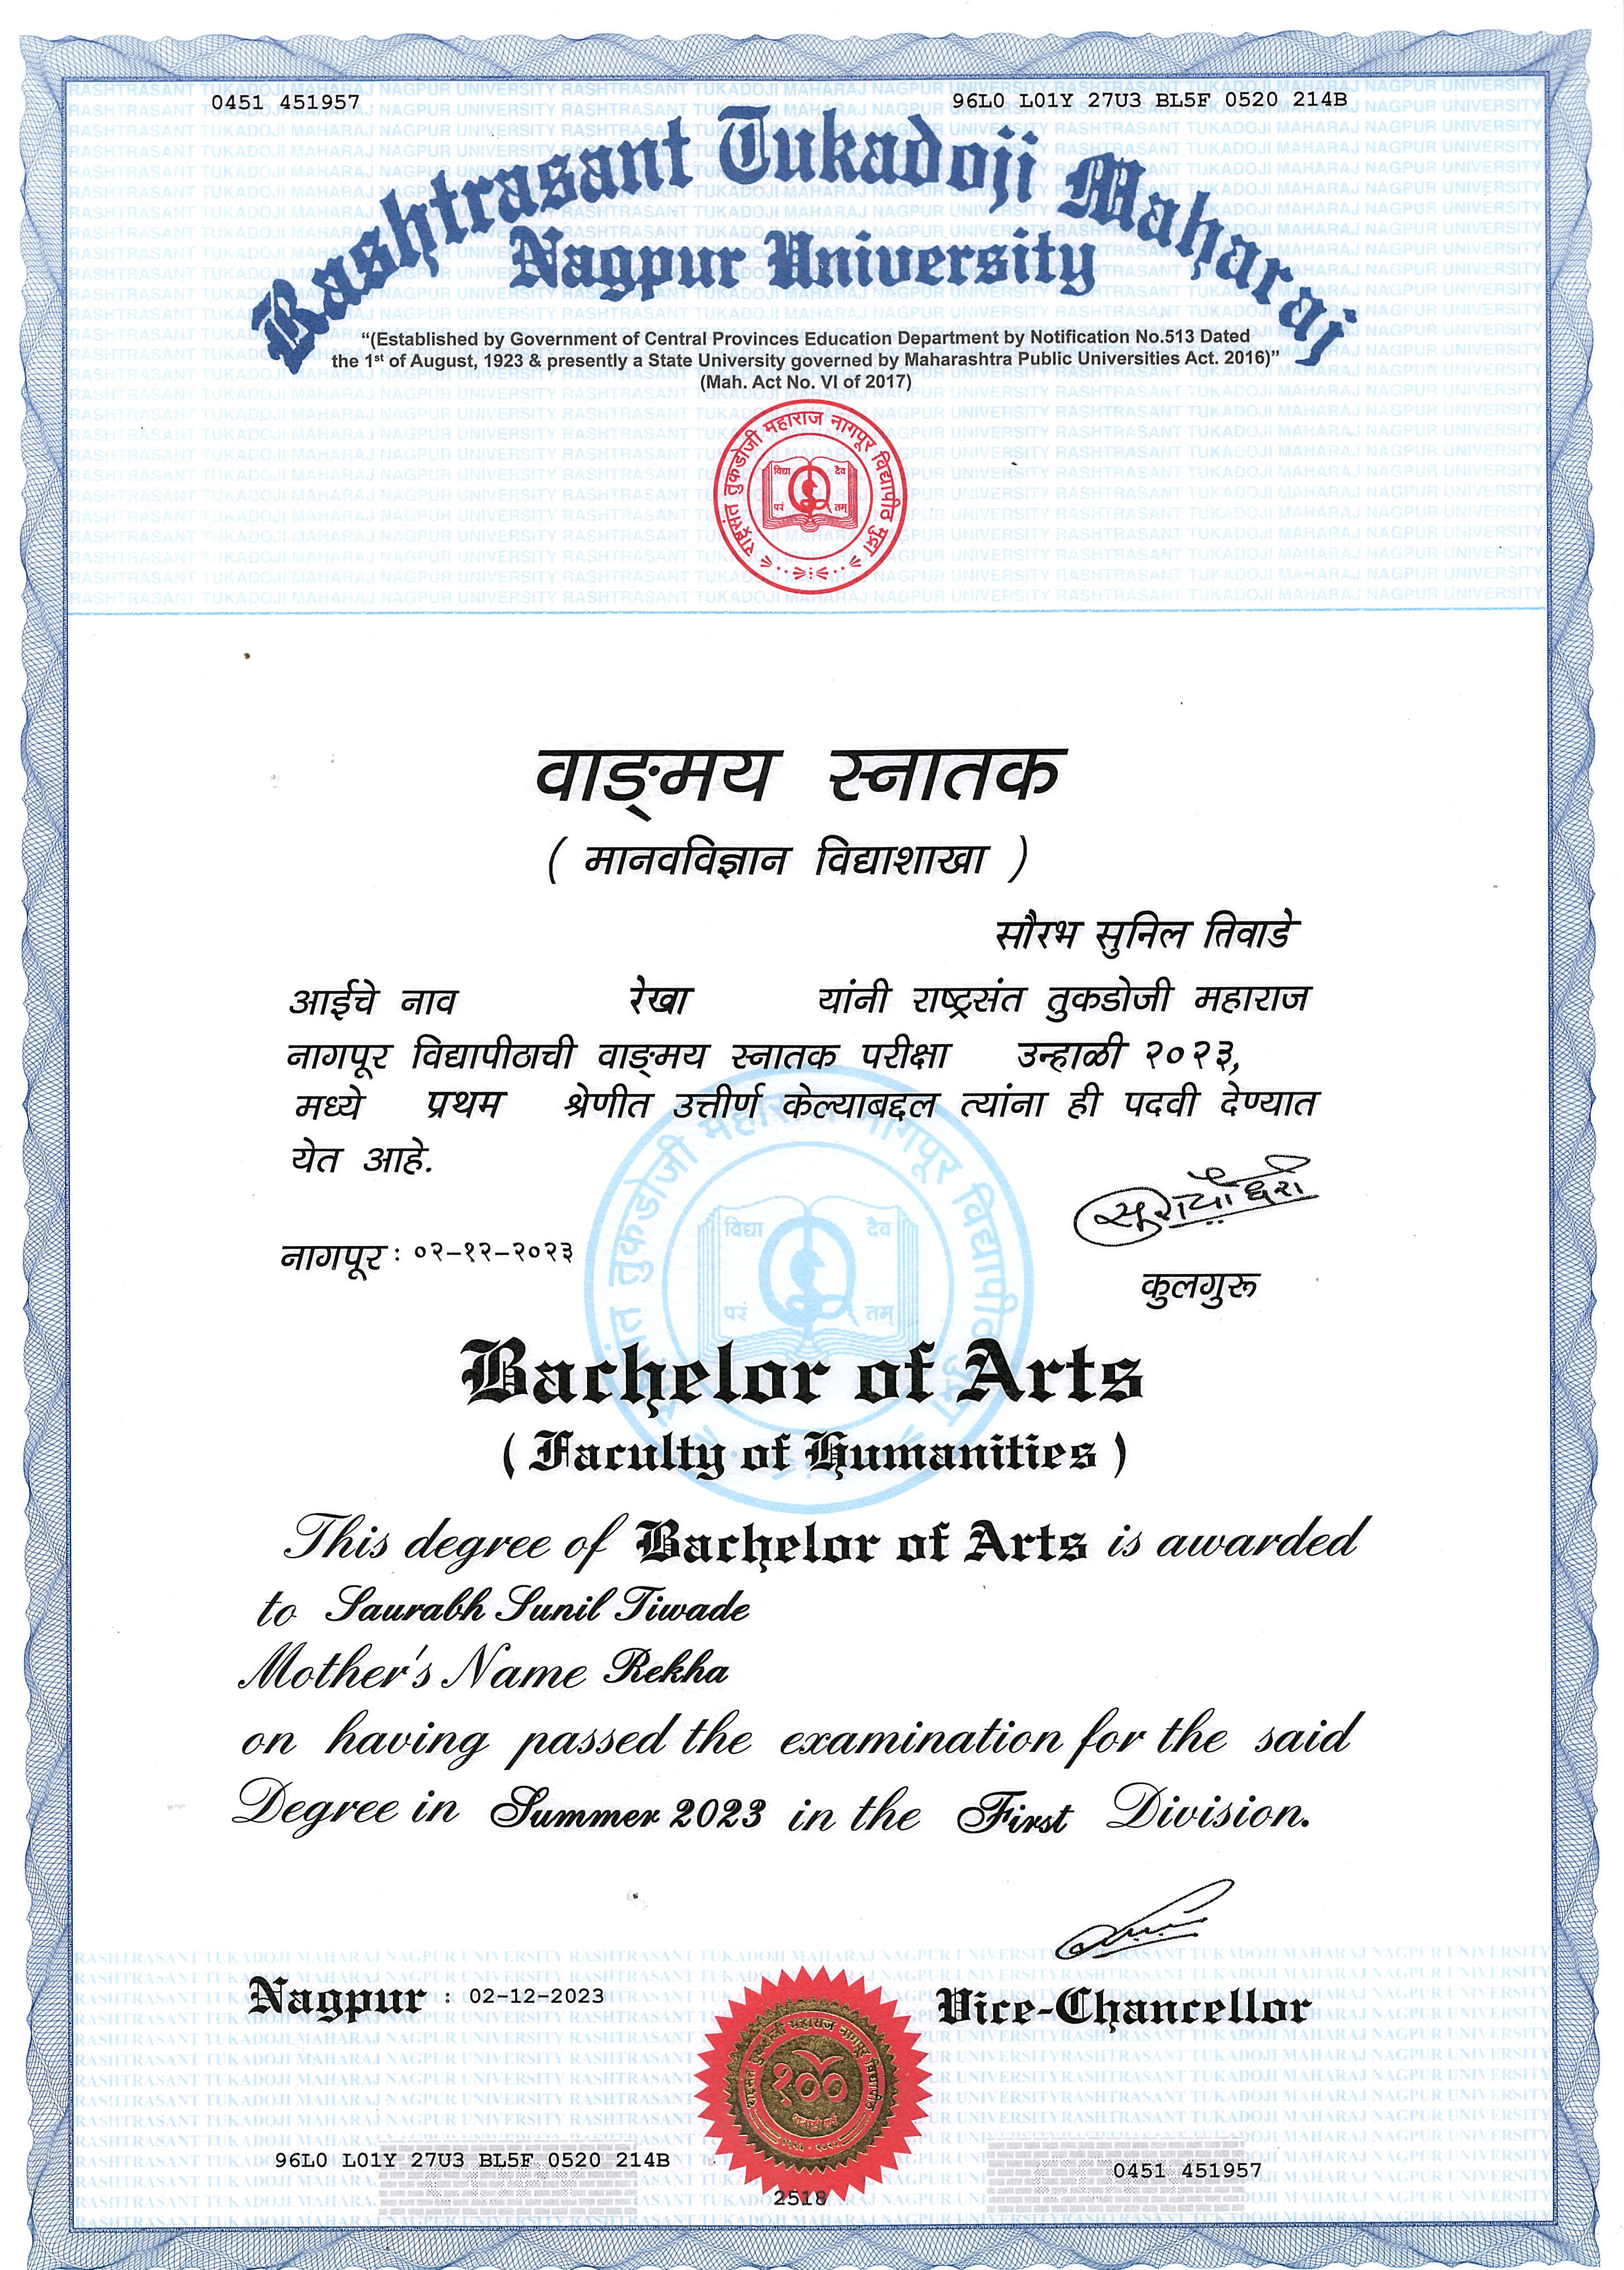 0451 451957
96L0 L01Y 27U3 BL5F 0520 214B
Rashtrasant Tukadoji Maharaj
Nagpur University
“(Established by Government of Central Provinces Education Department by Notification No.513 Dated
the 1st of August, 1923 & presently a State University governed by Maharashtra Public Universities Act. 2016)”
(Mah. Act No. VI of 2017)
राष्ट्रसंत तुकडोजी महाराज नागपूर विद्यापीठ मुद्रा
विद्या दैव
परं तम्
वाङ्मय स्नातक
( मानवविज्ञान विद्याशाखा )
सौरभ सुनिल तिवाडे
आईचे नाव रेखा यांनी राष्ट्रसंत तुकडोजी महाराज
नागपूर विद्यापीठाची वाङ्मय स्नातक परीक्षा उन्हाळी २०२३,
मध्ये प्रथम श्रेणीत उत्तीर्ण केल्याबद्दल त्यांना ही पदवी देण्यात
येत आहे.
नागपूर : ०२-१२-२०२३
कुलगुरू
Bachelor of Arts
( Faculty of Humanities )
This degree of Bachelor of Arts is awarded
to Saurabh Sunil Tiwade
Mother's Name Rekha
on having passed the examination for the said
Degree in Summer 2023 in the First Division.
Nagpur : 02-12-2023
Vice-Chancellor
राष्ट्रसंत तुकडोजी महाराज नागपूर विद्यापीठ
१००
96L0 L01Y 27U3 BL5F 0520 214B
0451 451957
2518